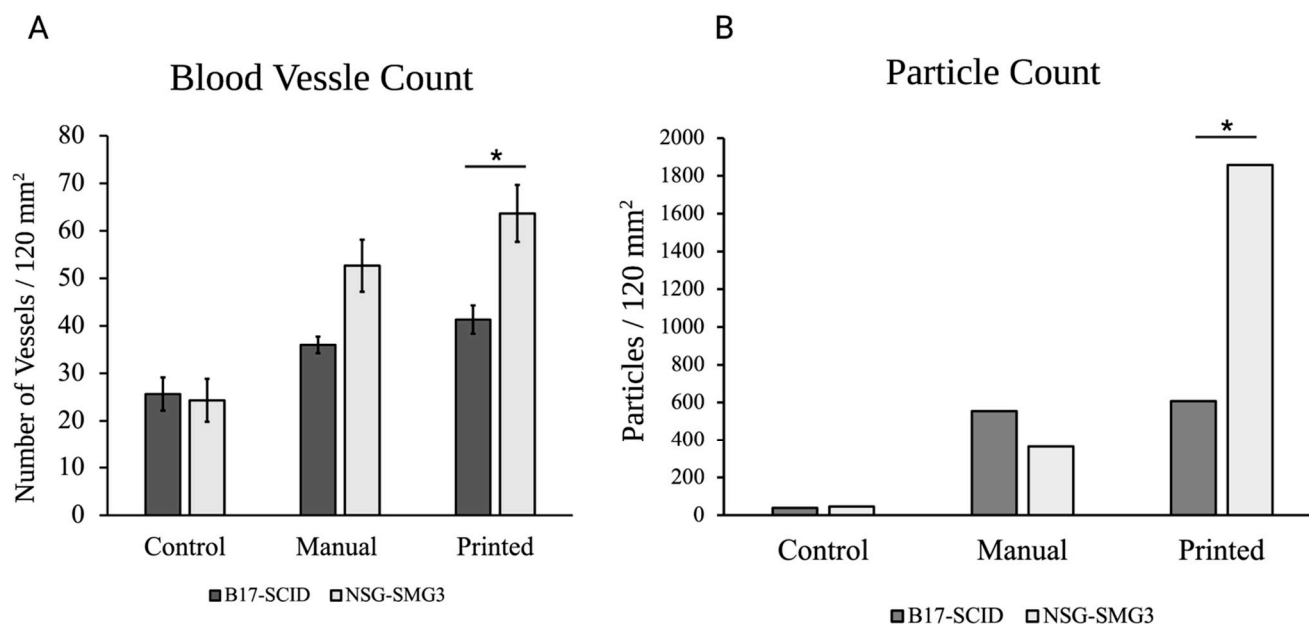 A
Blood Vessle Count
Number of Vessels / 120 mm²
80
70
60
50
40
30
20
10
0
*
Control Manual Printed
B17-SCID NSG-SMG3
B
Particle Count
Particles / 120 mm²
2000
1800
1600
1400
1200
1000
800
600
400
200
0
*
Control Manual Printed
B17-SCID NSG-SMG3